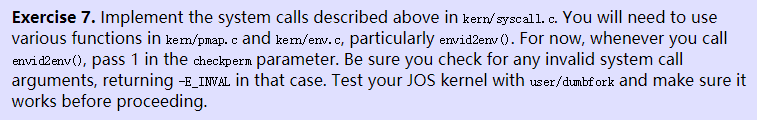 Exercise 7. Implement the system calls described above in kern/syscall.c. You will need to use
various functions in kern/pmap.c and kern/env.c, particularly envid2env(). For now, whenever you call
envid2env(), pass 1 in the checkperm parameter. Be sure you check for any invalid system call
arguments, returning -E_INVAL in that case. Test your JOS kernel with user/dumbfork and make sure it
works before proceeding.